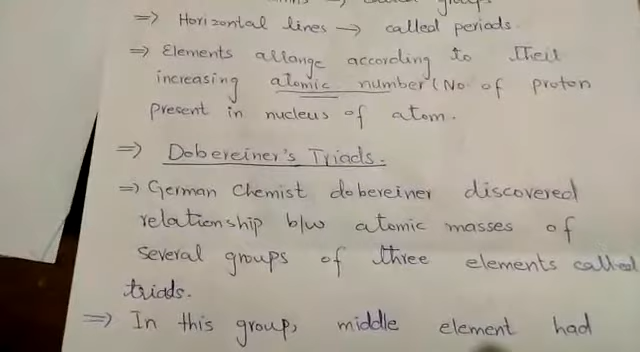 groups
=> Horizontal lines → called periods.
=> Elements allange according to their
increasing atomic number (No. of proton
present in nucleus of atom.
=> Dobereiner's Triads.
=> German Chemist dobereiner discovered
relationship b/w atomic masses of
several groups of three elements called
triads.
=> In this group, middle element had